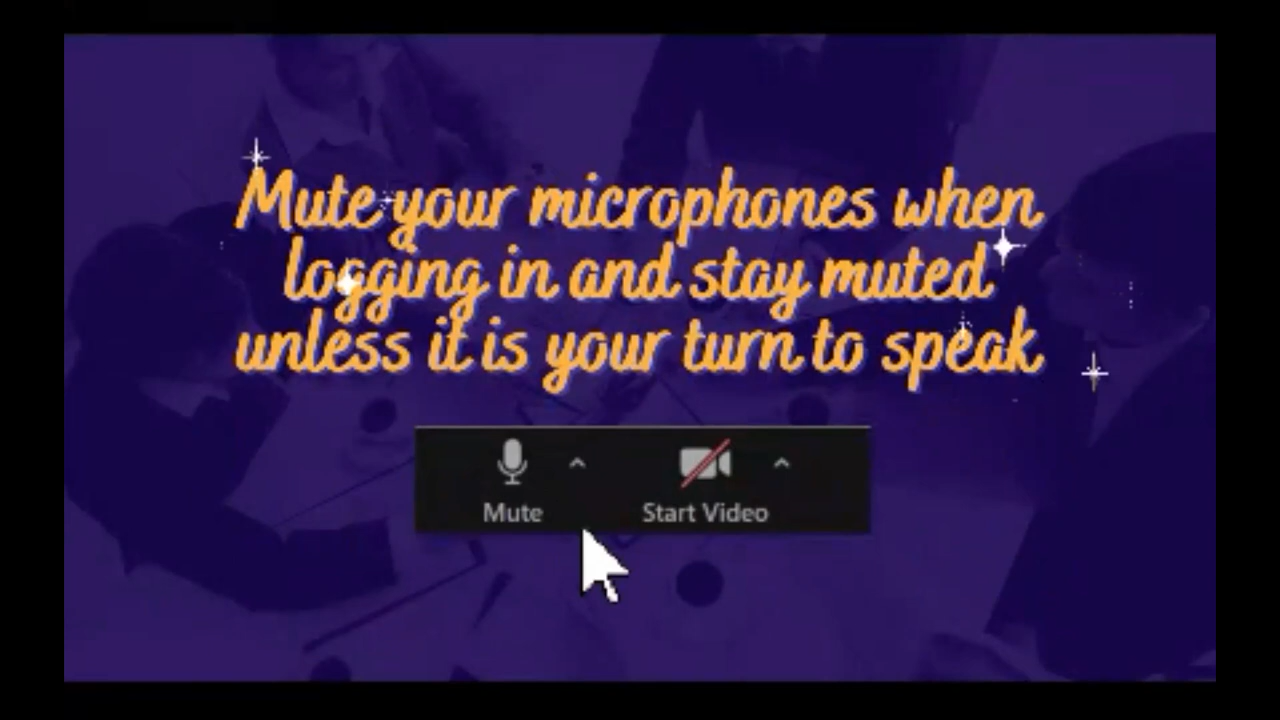 Mute your microphones when
logging in and stay muted
unless it is your turn to speak
Mute
Start Video